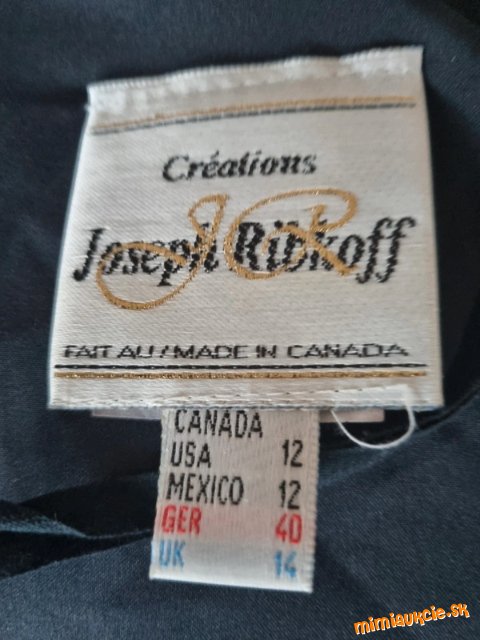 Créations
Joseph Ribkoff
JR
FAIT AU/MADE IN CANADA
CANADA
USA 12
MEXICO 12
GER 40
UK 14
mimiaukcie.sk